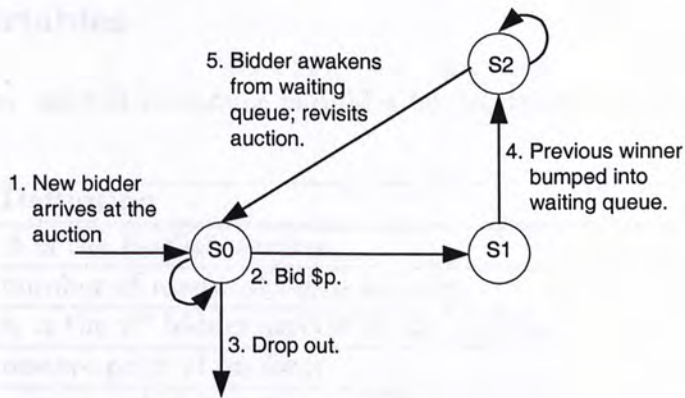 5. Bidder awakens
from waiting
queue; revisits
auction.
S2
1. New bidder
arrives at the
auction
4. Previous winner
bumped into
waiting queue.
S0
S1
2. Bid $p.
3. Drop out.